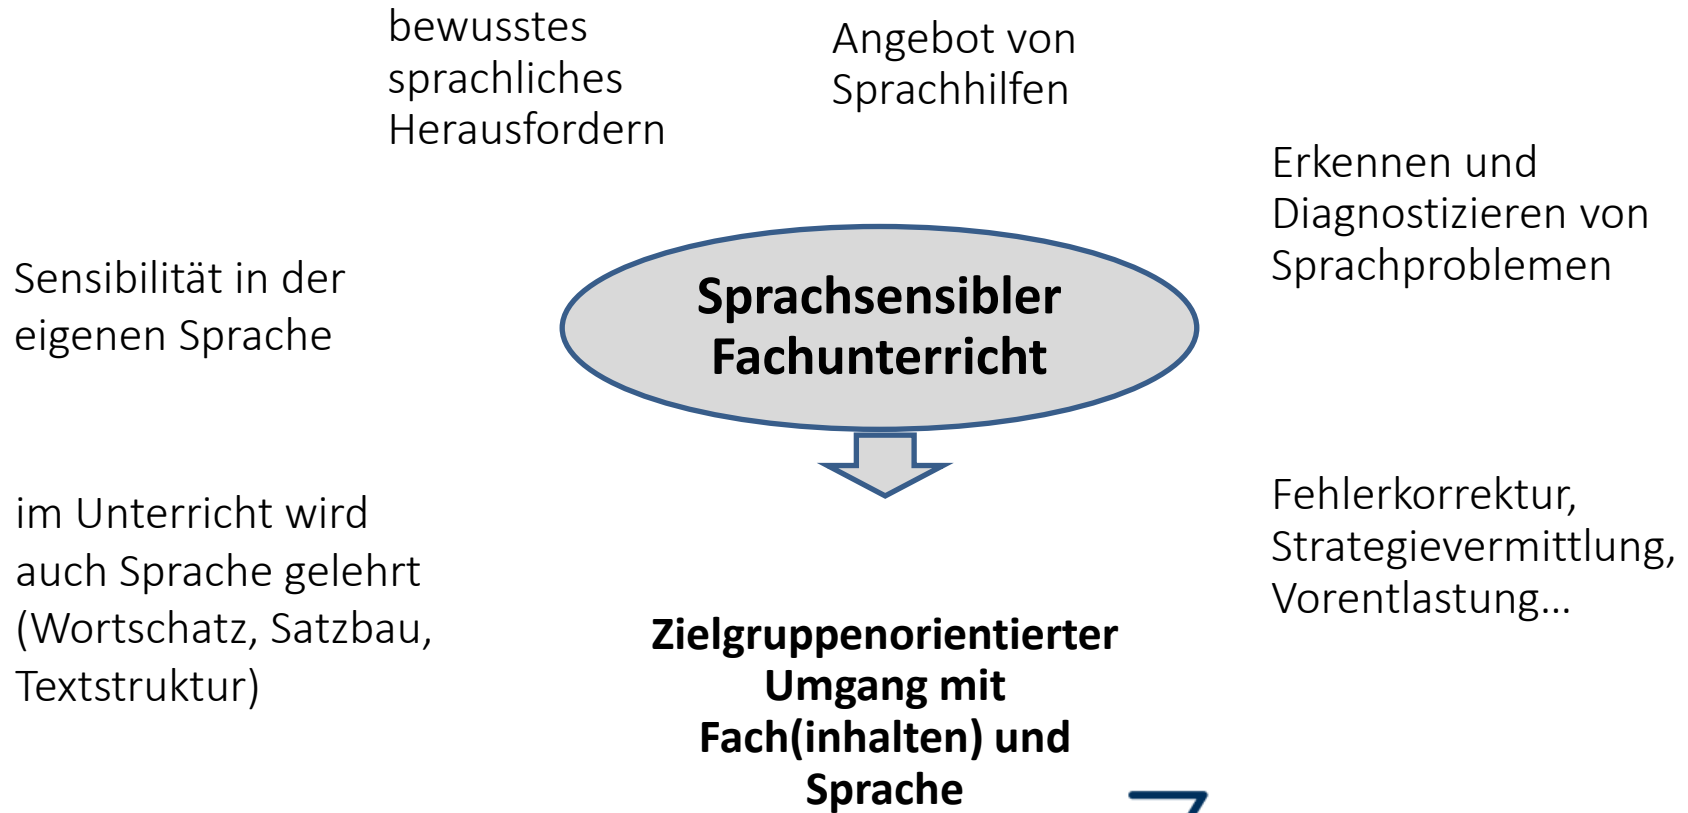 bewusstes
sprachliches
Herausfordern
Angebot von
Sprachhilfen
Erkennen und
Diagnostizieren von
Sprachproblemen
Sensibilität in der
eigenen Sprache
Sprachsensibler
Fachunterricht
im Unterricht wird
auch Sprache gelehrt
(Wortschatz, Satzbau,
Textstruktur)
Fehlerkorrektur,
Strategievermittlung,
Vorentlastung…
Zielgruppenorientierter
Umgang mit
Fach(inhalten) und
Sprache